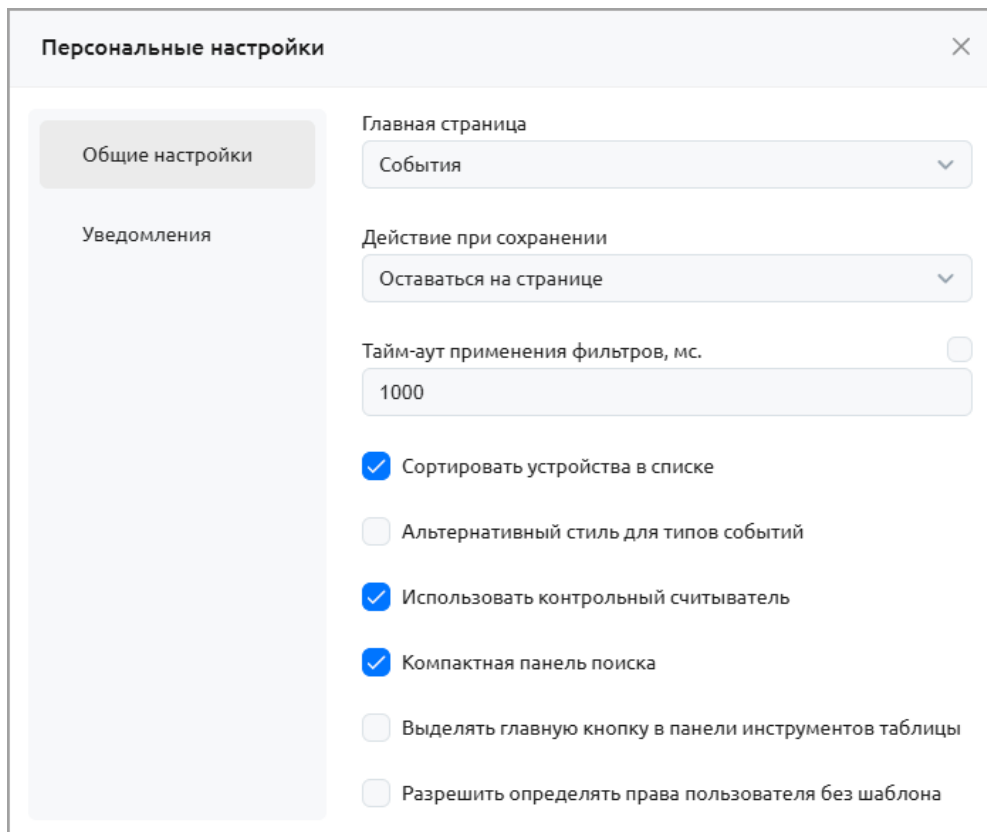 Персональные настройки
Общие настройки
Уведомления
Главная страница
События
Действие при сохранении
Оставаться на странице
Тайм-аут применения фильтров, мс.
1000
Сортировать устройства в списке
Альтернативный стиль для типов событий
Использовать контрольный считыватель
Компактная панель поиска
Выделять главную кнопку в панели инструментов таблицы
Разрешить определять права пользователя без шаблона